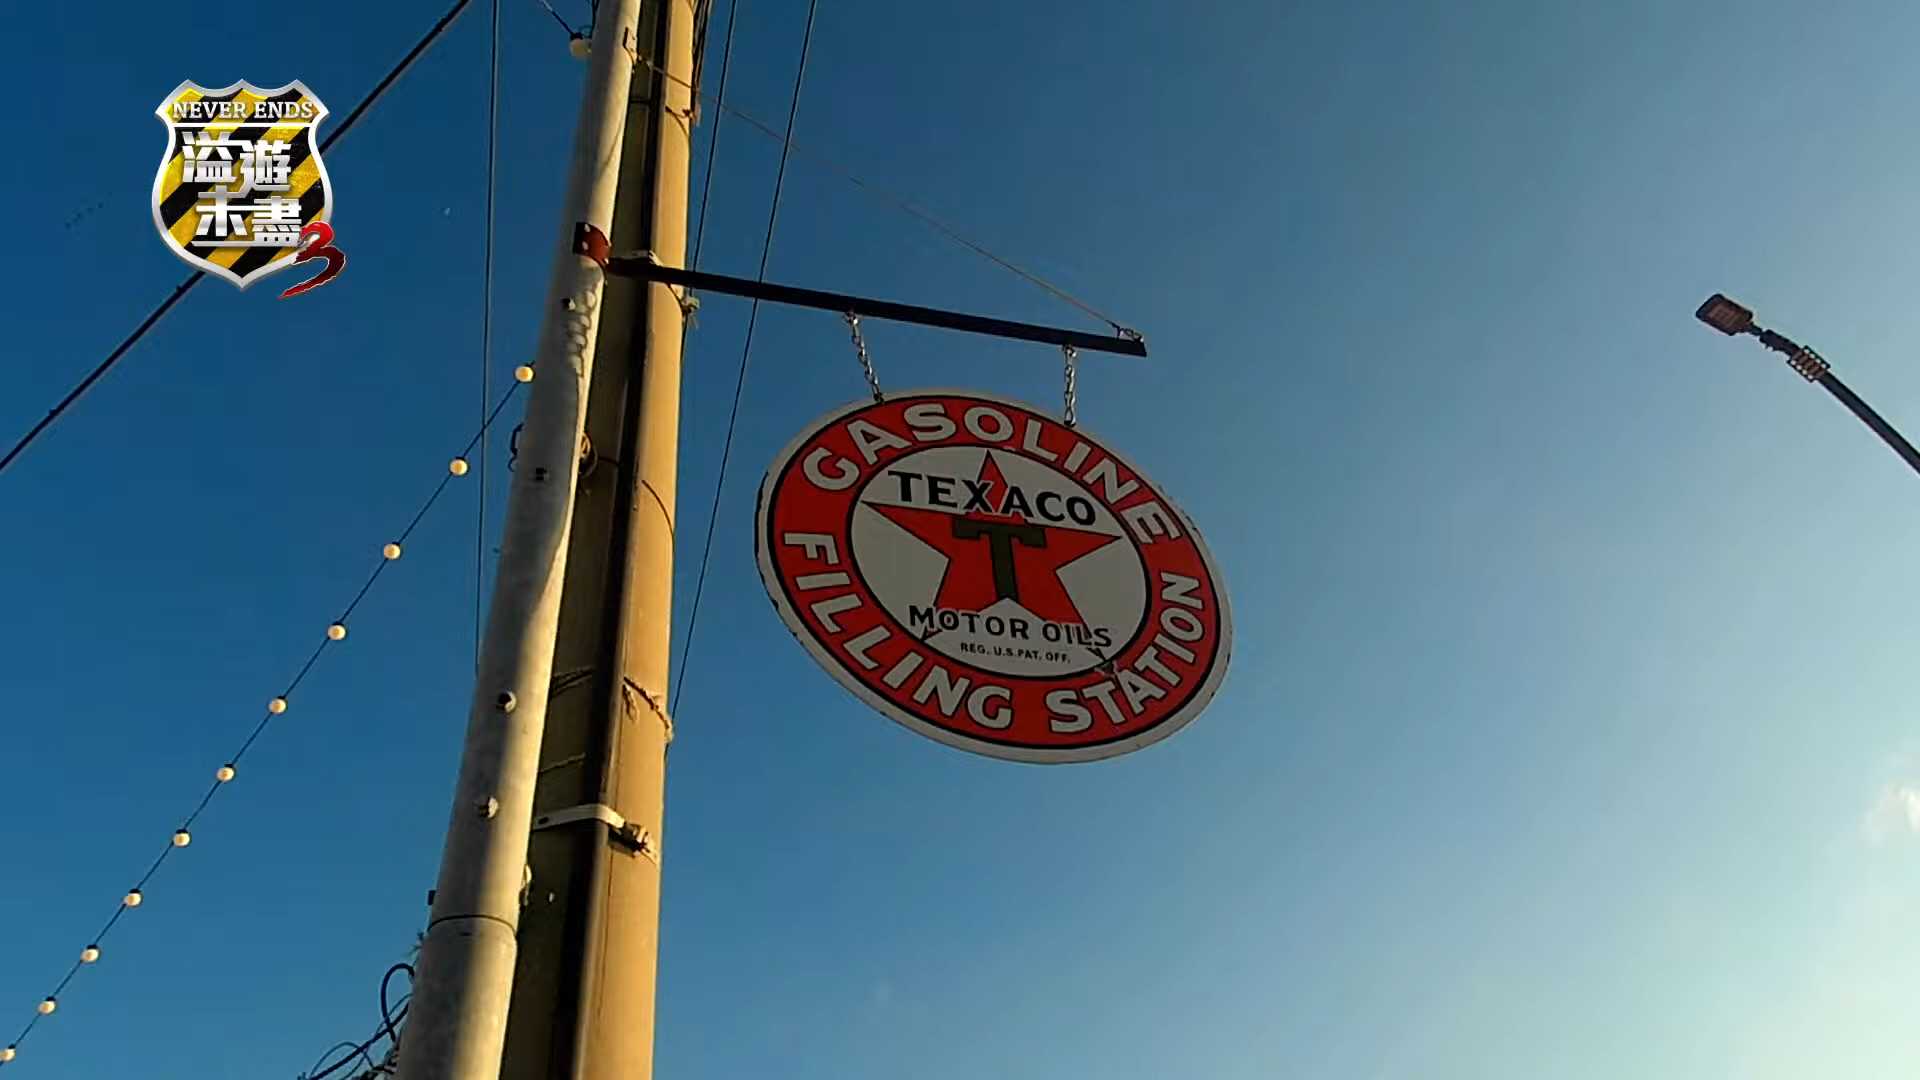 NEVER ENDS
溢遊
未盡
3
GASOLINE
TEXACO
T
MOTOR OILS
REG. U.S. PAT. OFF.
FILLING STATION